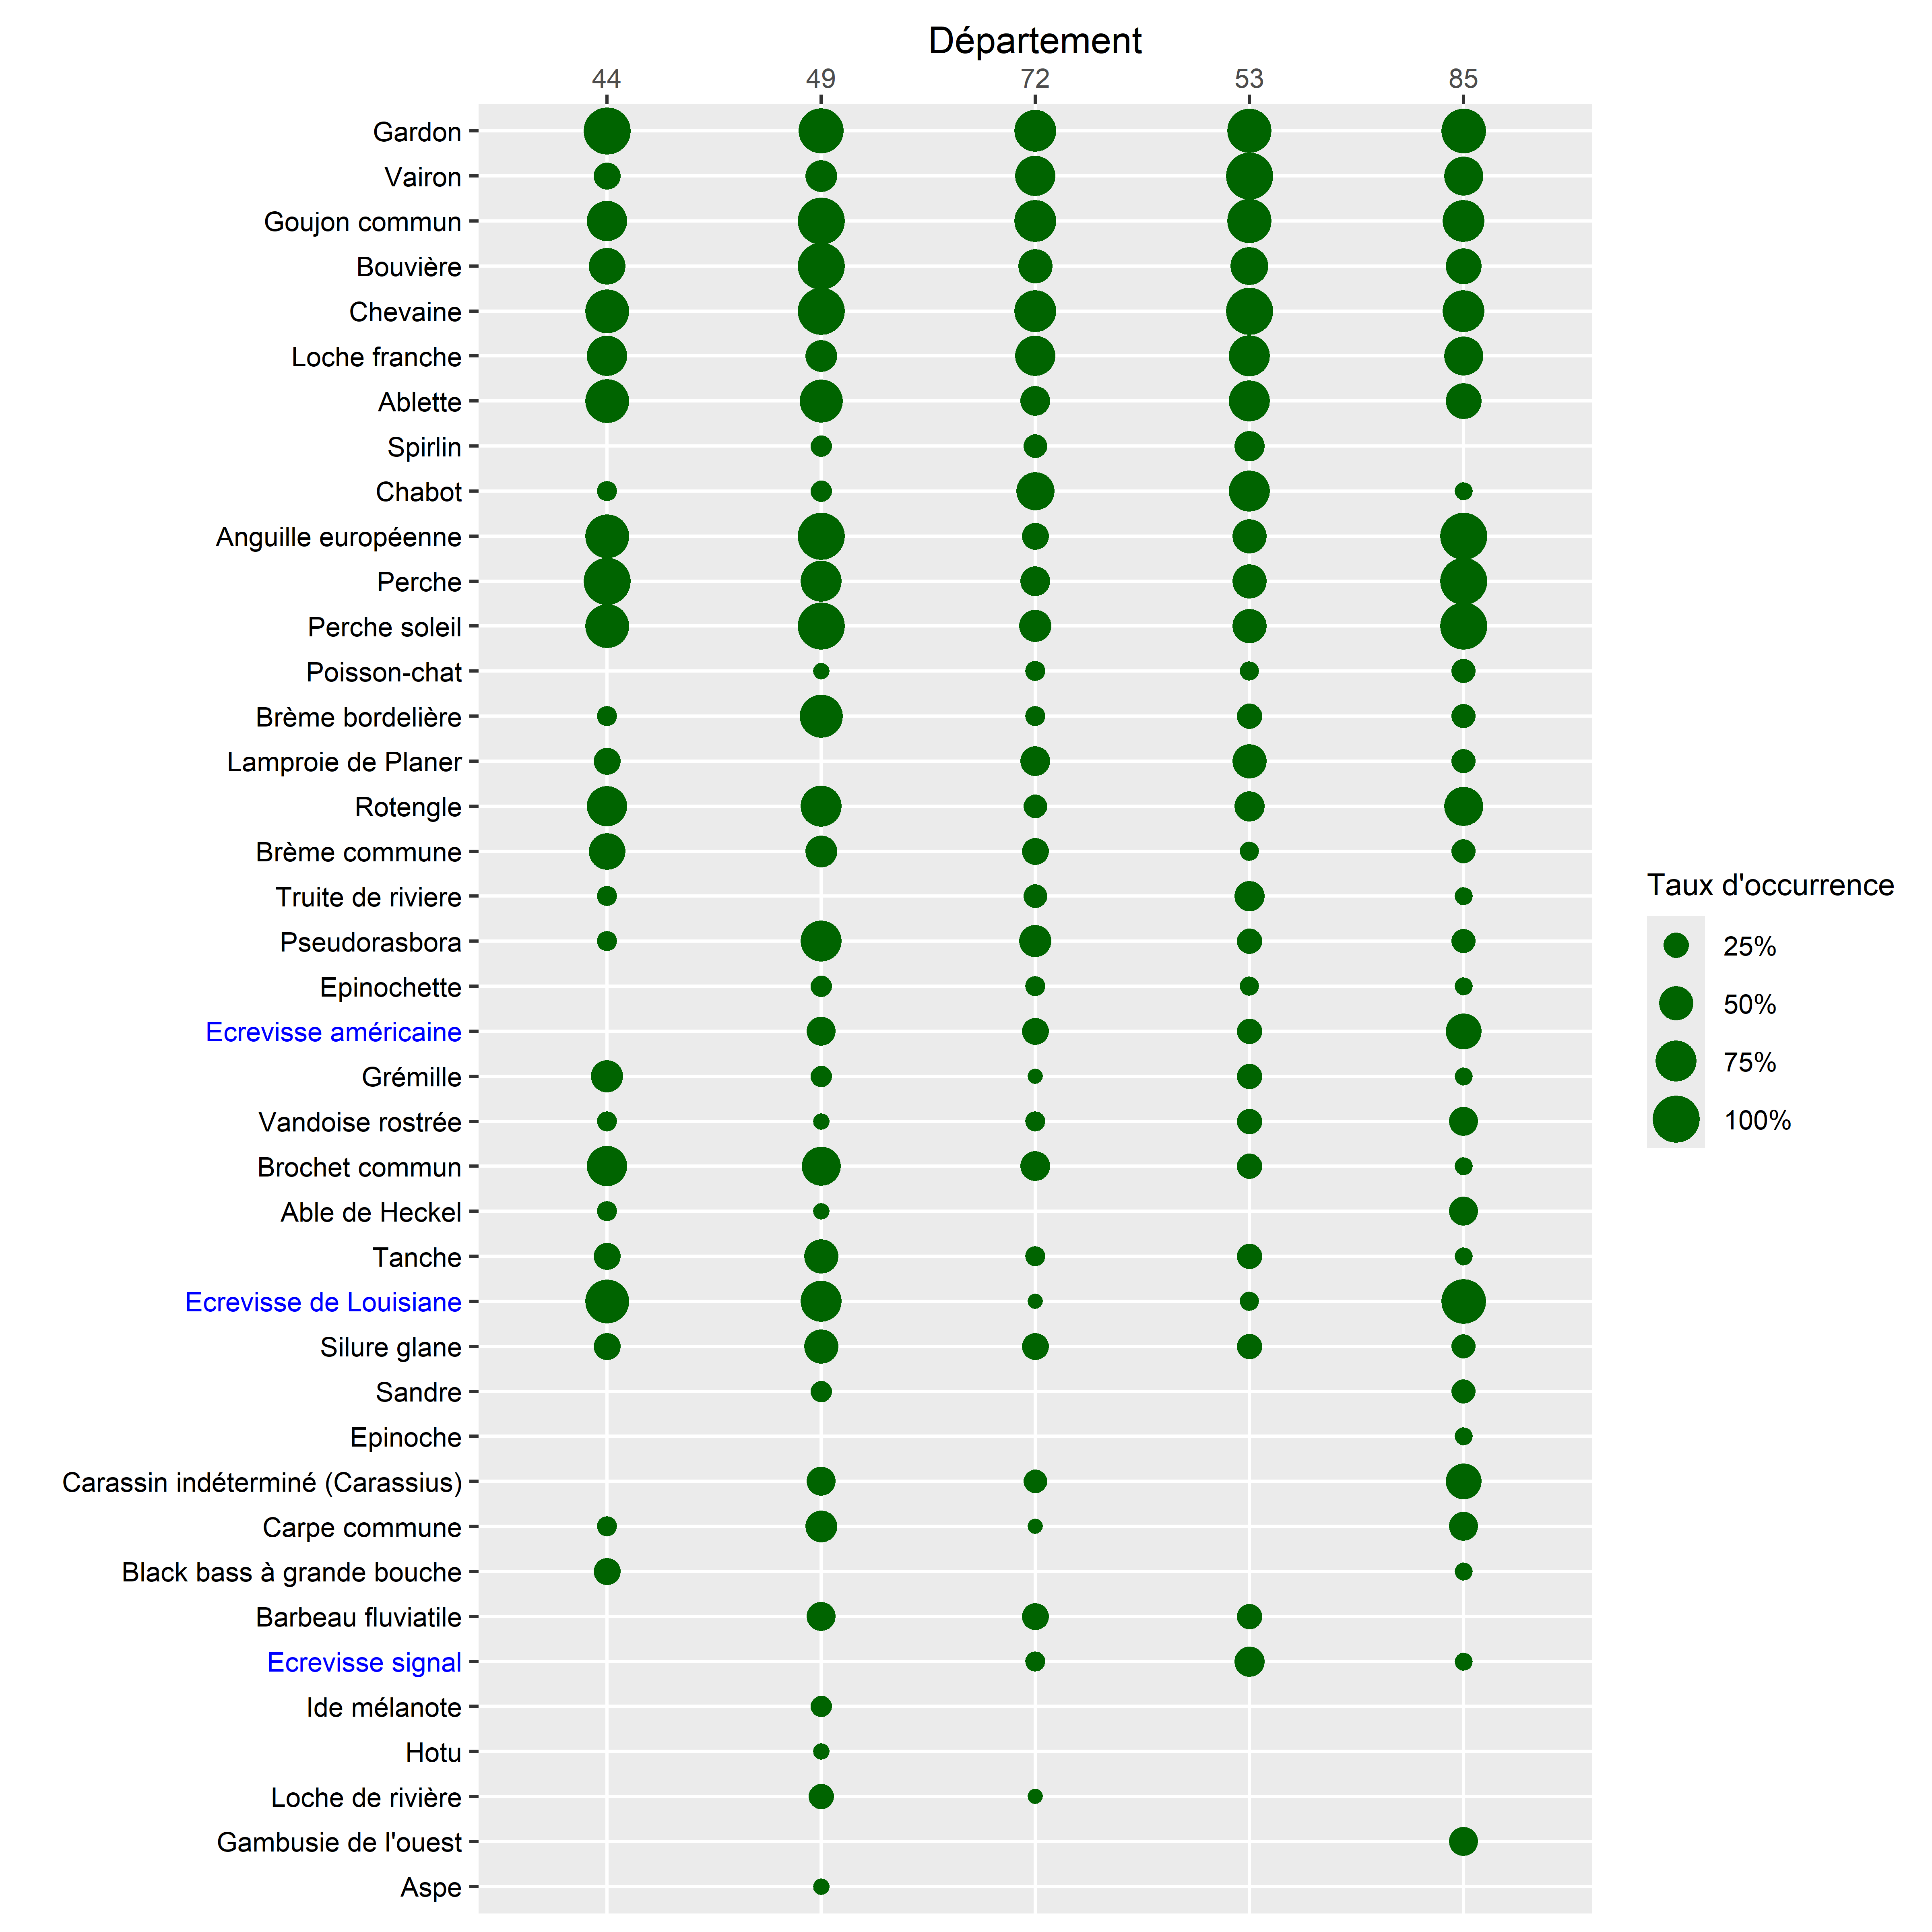 Département
44 49 72 53 85
Gardon
Vairon
Goujon commun
Bouvière
Chevaine
Loche franche
Ablette
Spirlin
Chabot
Anguille européenne
Perche
Perche soleil
Poisson-chat
Brème bordelière
Lamproie de Planer
Rotengle
Brème commune
Truite de riviere
Pseudorasbora
Epinochette
Ecrevisse américaine
Grémille
Vandoise rostrée
Brochet commun
Able de Heckel
Tanche
Ecrevisse de Louisiane
Silure glane
Sandre
Epinoche
Carassin indéterminé (Carassius)
Carpe commune
Black bass à grande bouche
Barbeau fluviatile
Ecrevisse signal
Ide mélanote
Hotu
Loche de rivière
Gambusie de l'ouest
Aspe
Taux d'occurrence
25%
50%
75%
100%